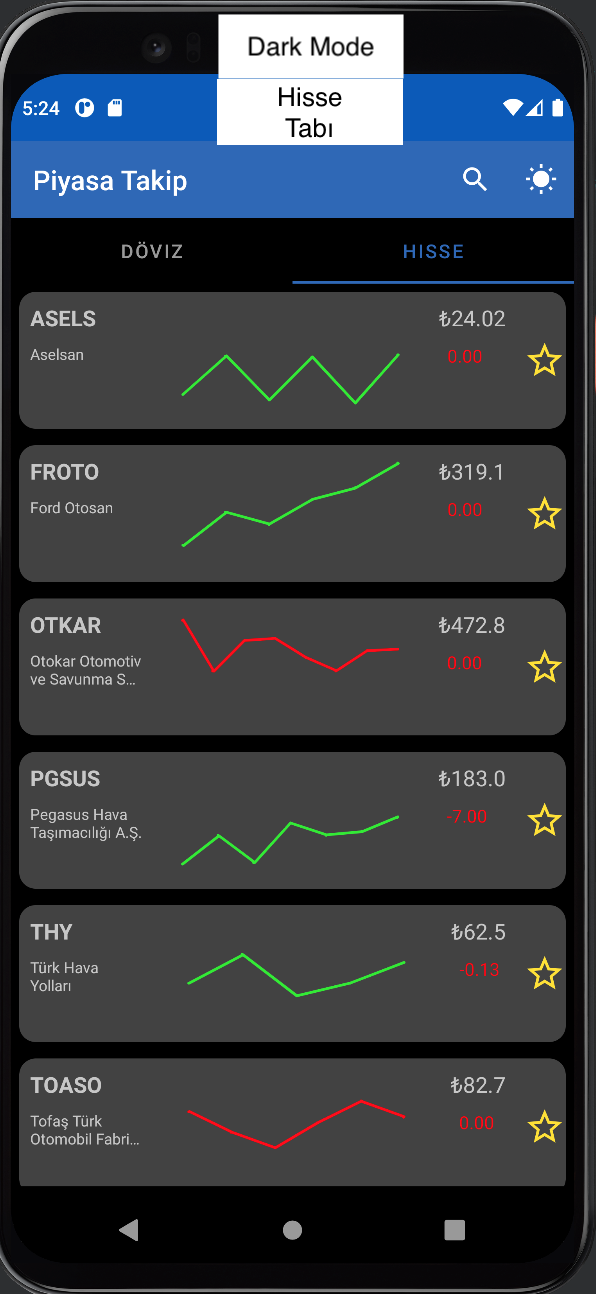 Dark Mode
Hisse
Tabı
5:24
Piyasa Takip
DÖVIZ
HISSE
ASELS
₺24.02
Aselsan
0.00
FROTO
₺319.1
Ford Otosan
0.00
OTKAR
₺472.8
Otokar Otomotiv
ve Savunma S...
0.00
PGSUS
₺183.0
Pegasus Hava
Taşımacılığı A.Ş.
-7.00
THY
₺62.5
Türk Hava
Yolları
-0.13
TOASO
₺82.7
Tofaş Türk
Otomobil Fabri...
0.00